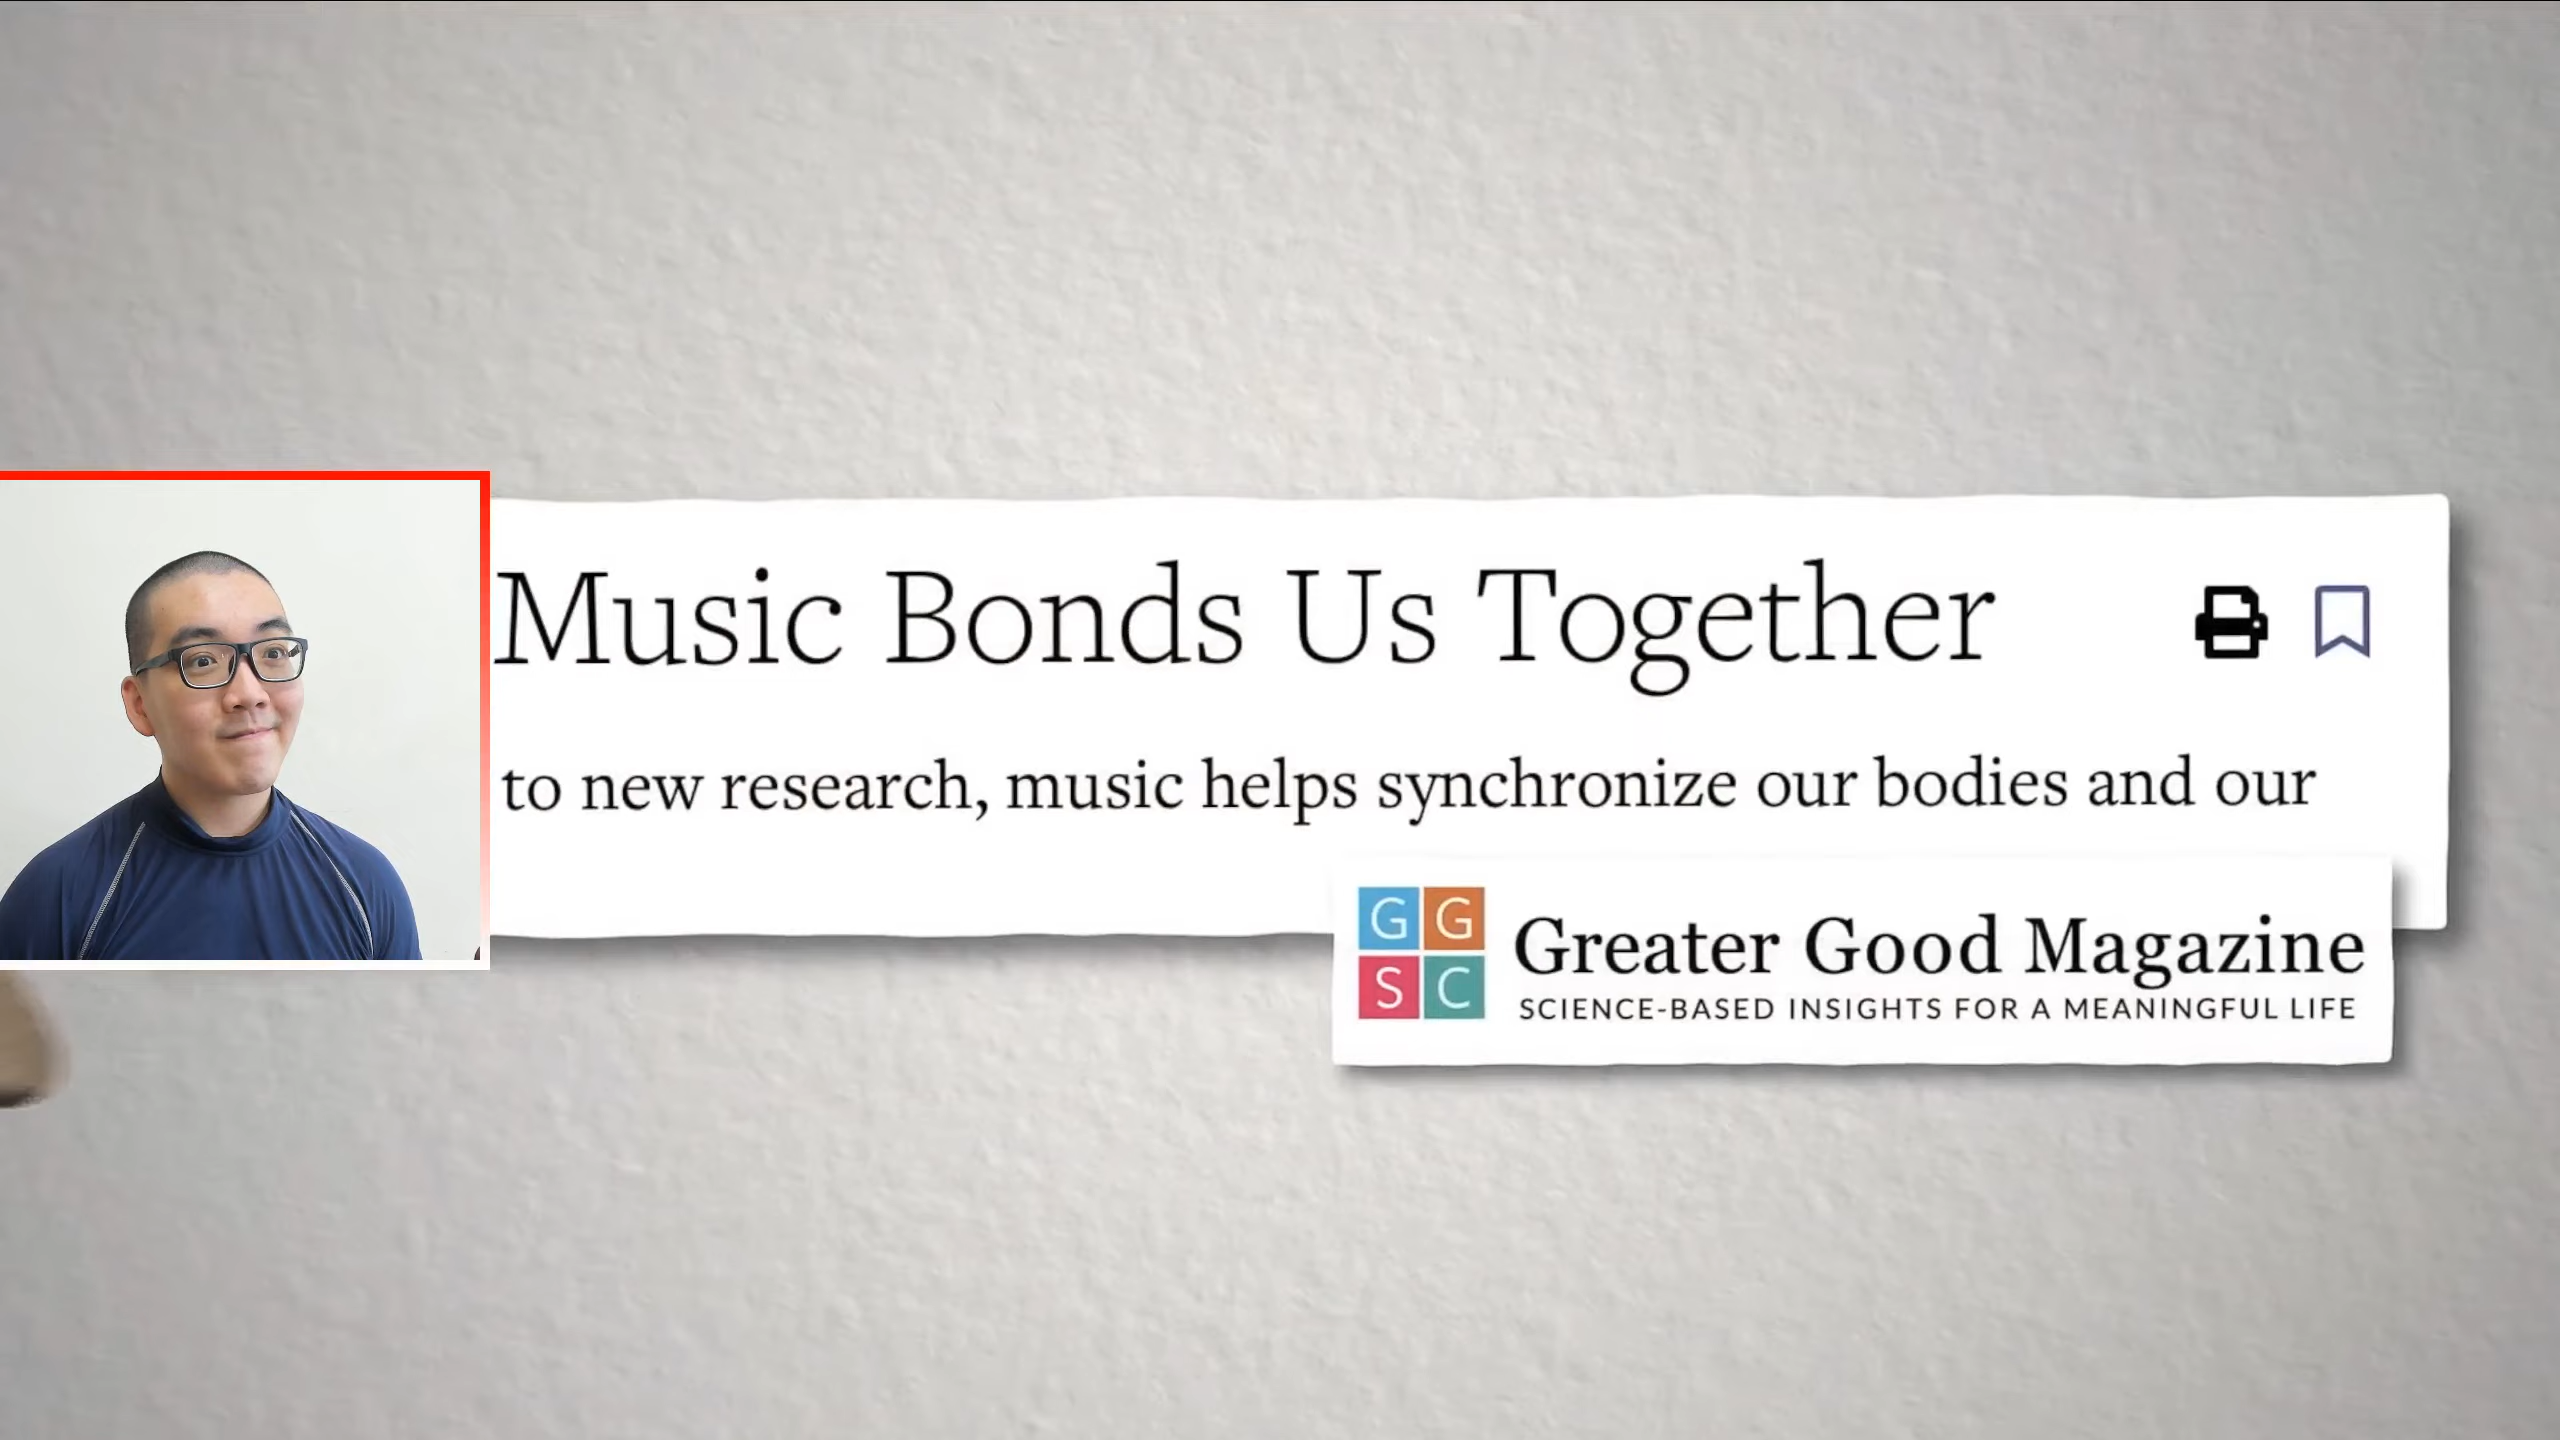 Music Bonds Us Together
to new research, music helps synchronize our bodies and our
G G
S C
Greater Good Magazine
SCIENCE-BASED INSIGHTS FOR A MEANINGFUL LIFE